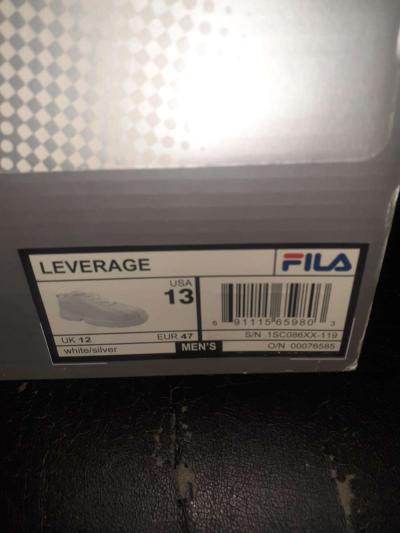 LEVERAGE
FILA
USA
13
6 91115 65980 3
UK 12 EUR 47
S/N 1SC086XX-119
white/silver MEN'S O/N 00076585